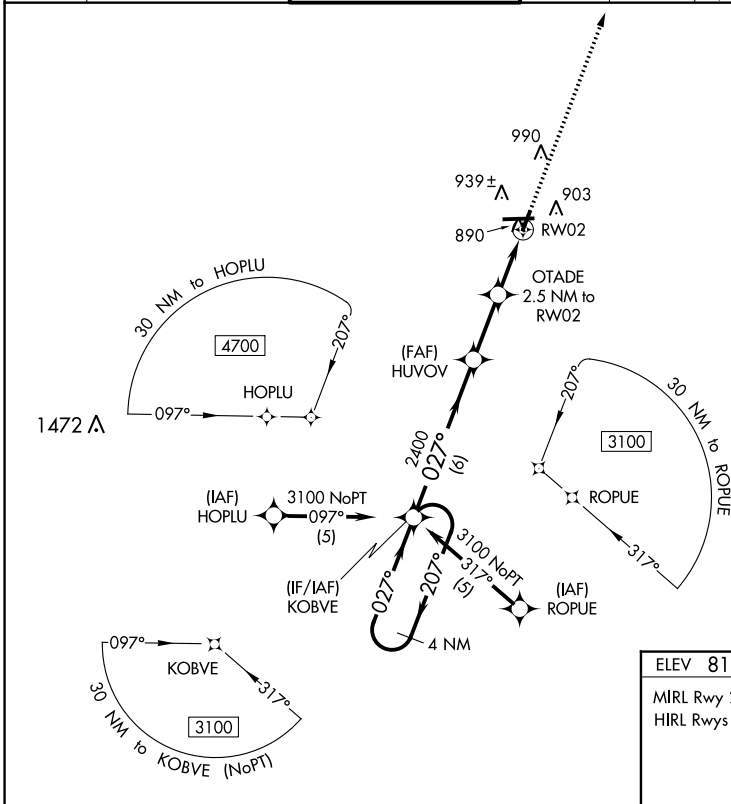 990
939±
903
890
RW02
OTADE
2.5 NM to
RW02
30 NM to HOPLU
4700
207°
HOPLU
097°
(FAF)
HUVOV
1472
207°
30 NM to ROPUE
3100
ROPUE
317°
2400
027°
(6)
(IAF)
HOPLU
3100 NoPT
097°
(5)
3100 NoPT
317°
(5)
(IF/IAF)
KOBVE
027°
207°
(IAF)
ROPUE
4 NM
097°
KOBVE
317°
30 NM to KOBVE (NoPT)
3100
ELEV 81
MIRL Rwy
HIRL Rwys